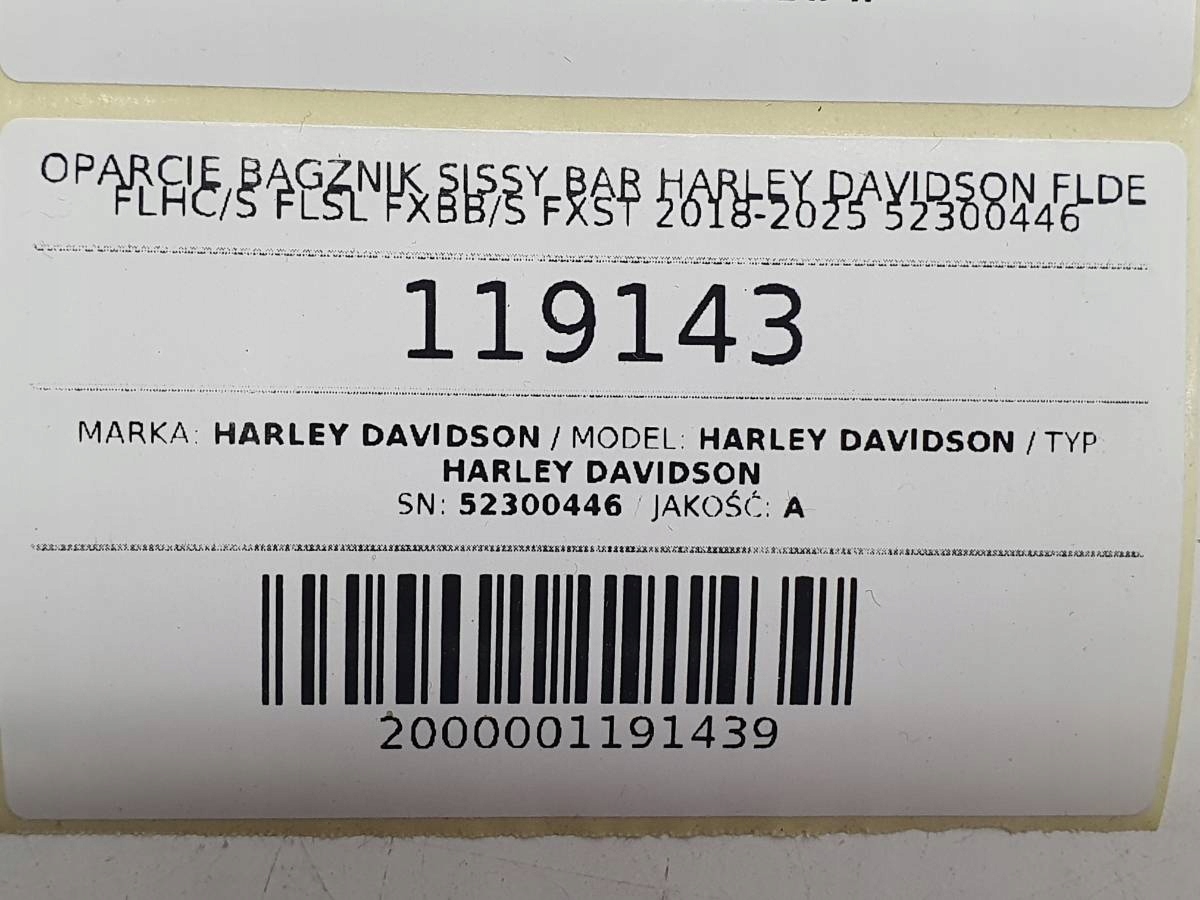 OPARCIE BAGŻNIK SISSY BAR HARLEY DAVIDSON FLDE
FLHC/S FLSL FXBB/S FXST 2018-2025 52300446
119143
MARKA: HARLEY DAVIDSON / MODEL: HARLEY DAVIDSON / TYP:
HARLEY DAVIDSON
SN: 52300446 / JAKOŚĆ: A
2000001191439